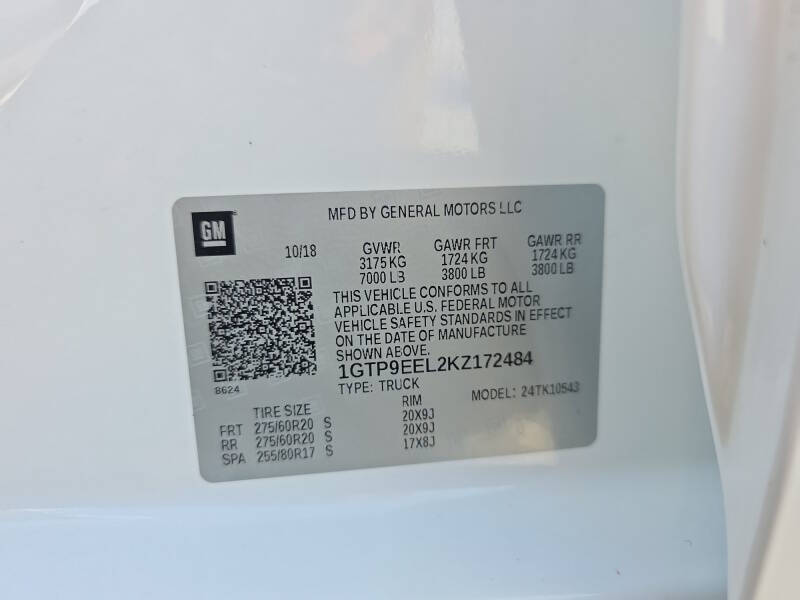 GM
MFD BY GENERAL MOTORS LLC
10/18 GVWR GAWR FRT GAWR RR
3175 KG 1724 KG 1724 KG
7000 LB 3800 LB 3800 LB
THIS VEHICLE CONFORMS TO ALL
APPLICABLE U.S. FEDERAL MOTOR
VEHICLE SAFETY STANDARDS IN EFFECT
ON THE DATE OF MANUFACTURE
SHOWN ABOVE.
1GTP9EEL2KZ172484
8624
TYPE: TRUCK MODEL: 24TK10543
TIRE SIZE RIM
FRT 275/60R20 S 20X9J
RR 275/60R20 S 20X9J
SPA 255/80R17 S 17X8J